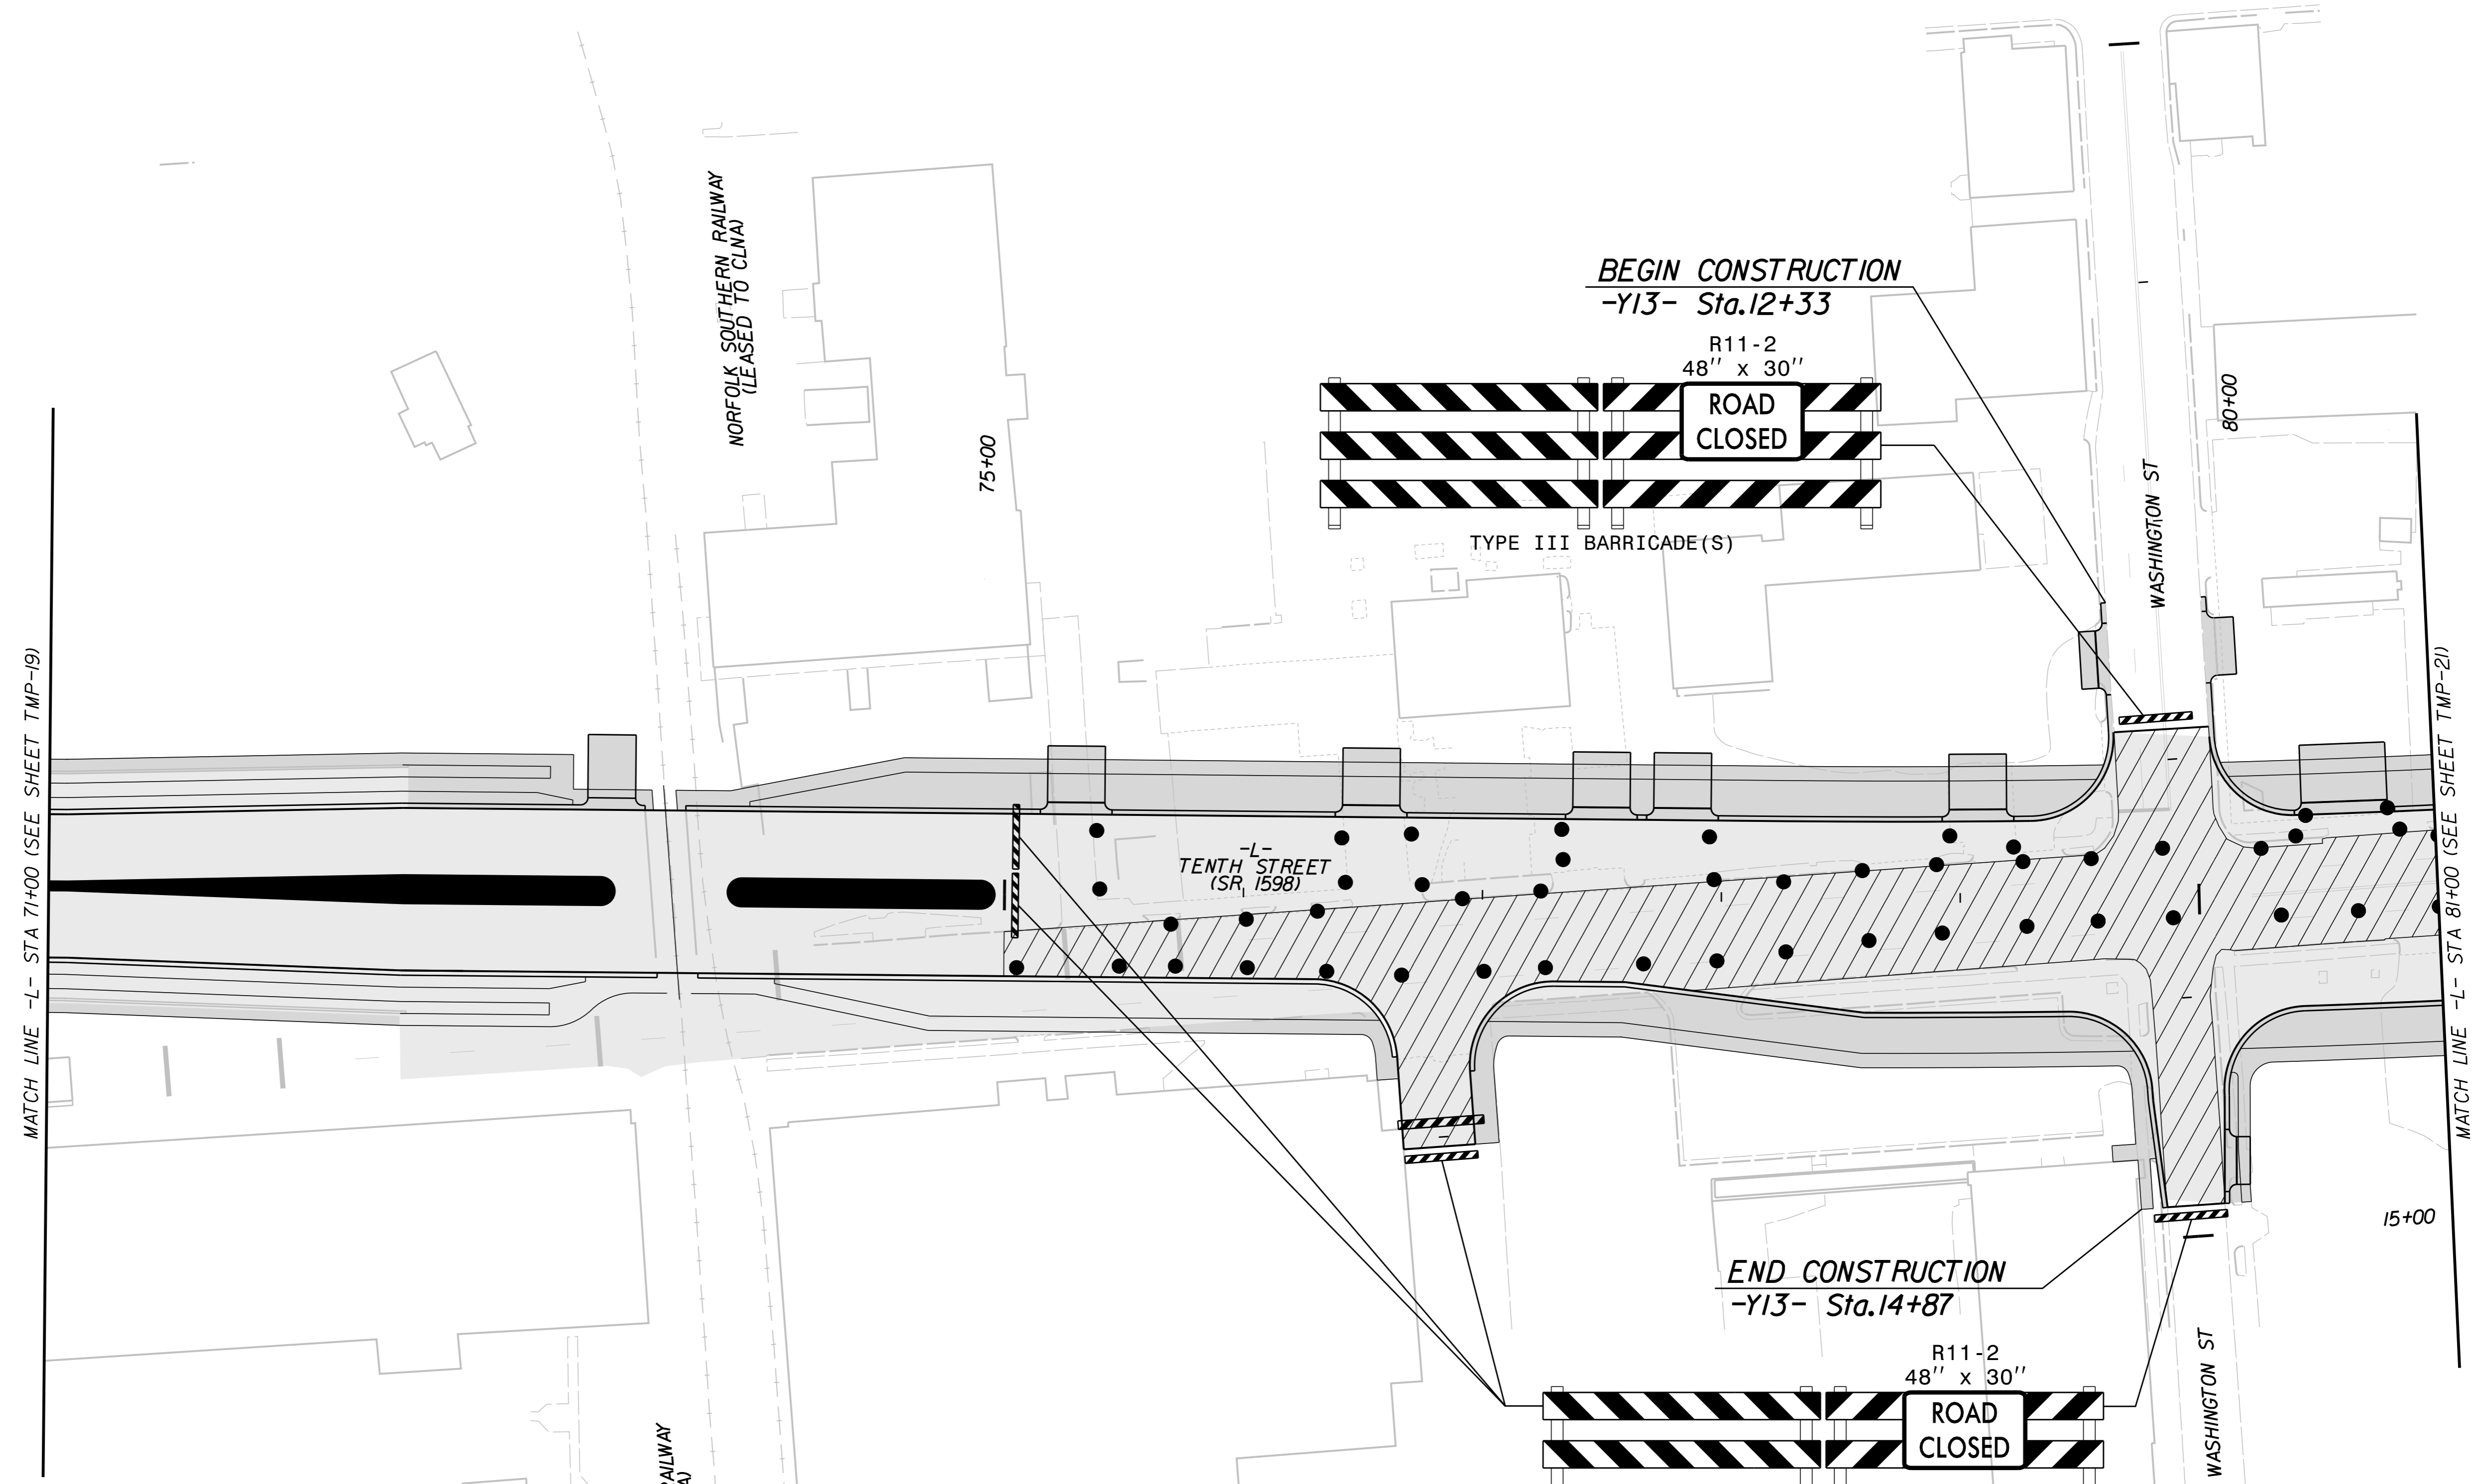 NORFOLK SOUTHERN RAILWAY
(LEASED TO CLNA)
75+00
BEGIN CONSTRUCTION
-Y13- Sta.12+33
R11-2
48'' x 30''
ROAD
CLOSED
TYPE III BARRICADE(S)
WASHINGTON ST
80+00
MATCH LINE -L- STA 71+00 (SEE SHEET TMP-19)
-L-
TENTH STREET
(SR 1598)
MATCH LINE -L- STA 81+00 (SEE SHEET TMP-21)
15+00
END CONSTRUCTION
-Y13- Sta.14+87
R11-2
48'' x 30''
ROAD
CLOSED
WASHINGTON ST